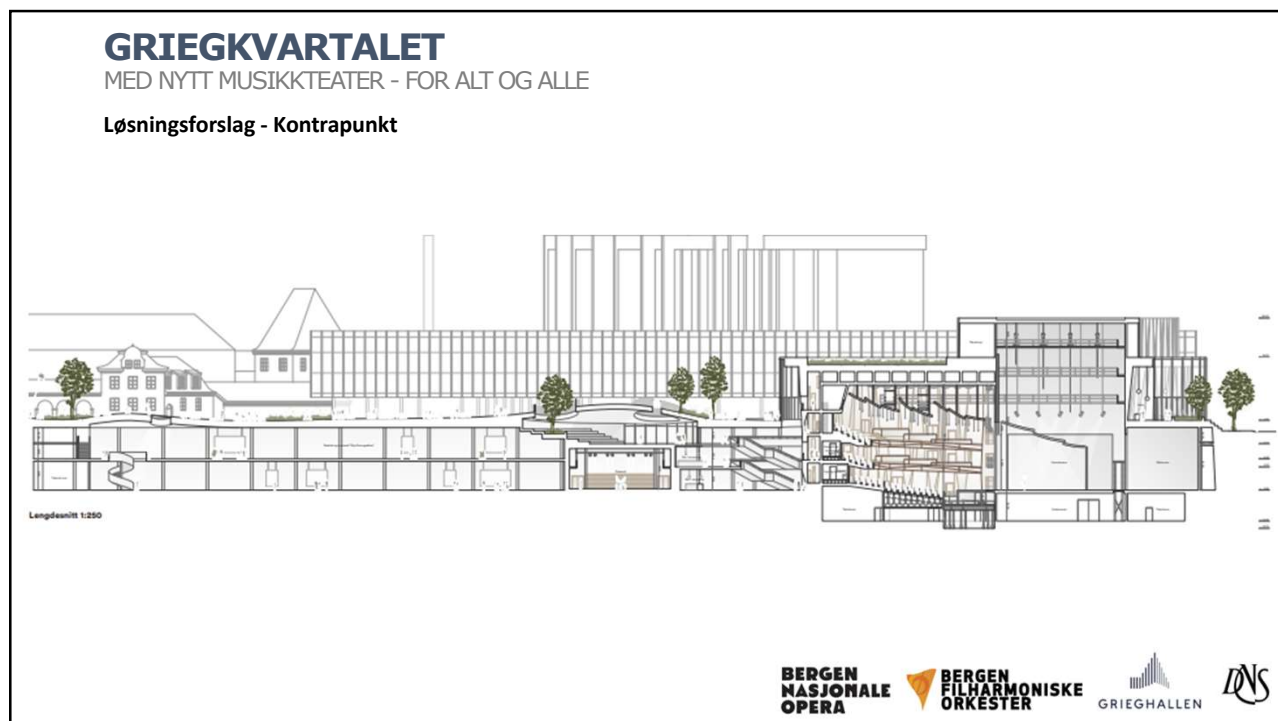 GRIEGKVARTALET
MED NYTT MUSIKKTEATER - FOR ALT OG ALLE
Løsningsforslag - Kontrapunkt
Lengdesnitt 1:250
BERGEN
NASJONALE
OPERA
BERGEN
FILHARMONISKE
ORKESTER
GRIEGHALLEN
DNS